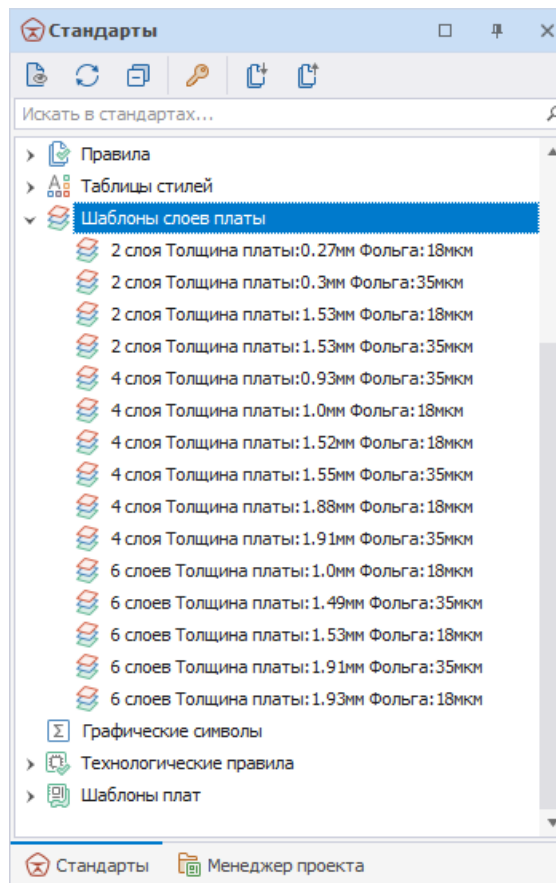 Стандарты
Искать в стандартах...
Правила
Таблицы стилей
Шаблоны слоев платы
2 слоя Толщина платы:0.27мм Фольга:18мкм
2 слоя Толщина платы:0.3мм Фольга:35мкм
2 слоя Толщина платы:1.53мм Фольга:18мкм
2 слоя Толщина платы:1.53мм Фольга:35мкм
4 слоя Толщина платы:0.93мм Фольга:35мкм
4 слоя Толщина платы:1.0мм Фольга:18мкм
4 слоя Толщина платы:1.52мм Фольга:18мкм
4 слоя Толщина платы:1.55мм Фольга:35мкм
4 слоя Толщина платы:1.88мм Фольга:18мкм
4 слоя Толщина платы:1.91мм Фольга:35мкм
6 слоев Толщина платы:1.0мм Фольга:18мкм
6 слоев Толщина платы:1.49мм Фольга:35мкм
6 слоев Толщина платы:1.53мм Фольга:18мкм
6 слоев Толщина платы:1.91мм Фольга:35мкм
6 слоев Толщина платы:1.93мм Фольга:18мкм
Графические символы
Технологические правила
Шаблоны плат
Стандарты Менеджер проекта